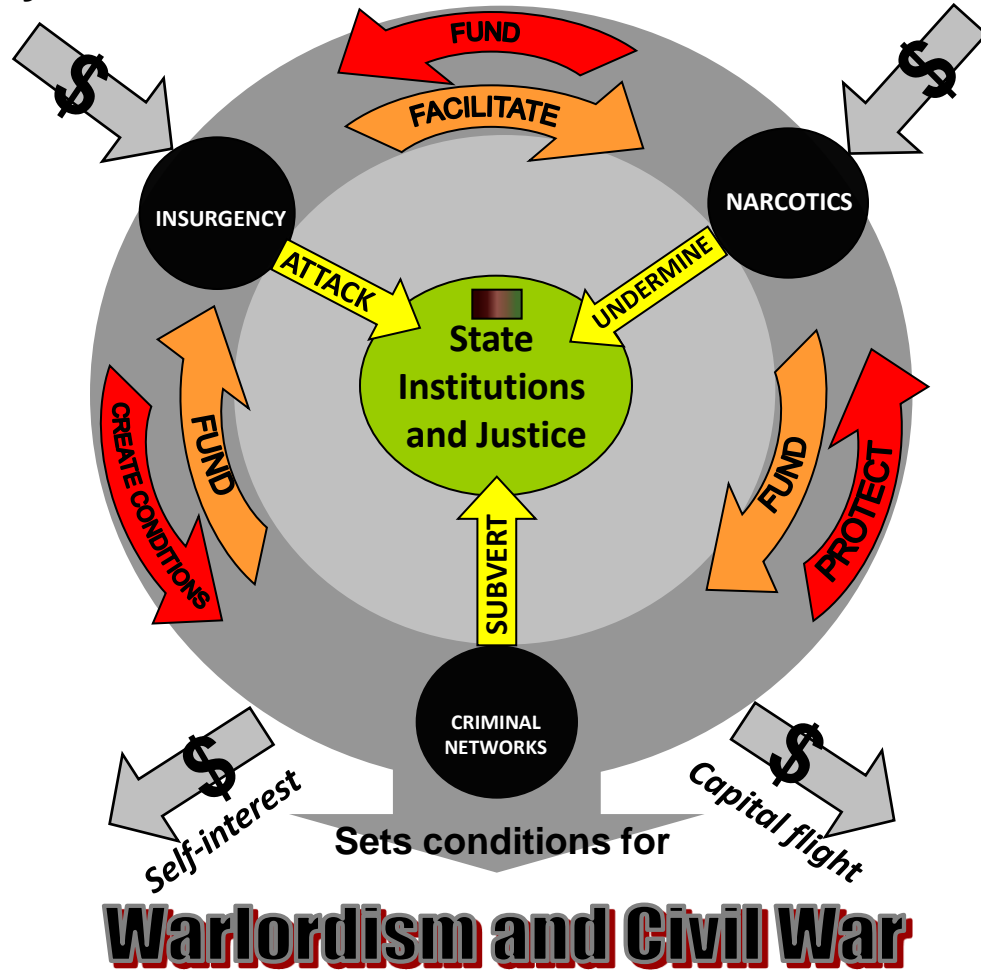 FUND
FACILITATE
$
$
INSURGENCY
NARCOTICS
ATTACK
UNDERMINE
State
Institutions
and Justice
CREATE CONDITIONS
FUND
FUND
PROTECT
SUBVERT
CRIMINAL
NETWORKS
$
Self-interest
$
Capital flight
Sets conditions for
Warlordism and Civil War